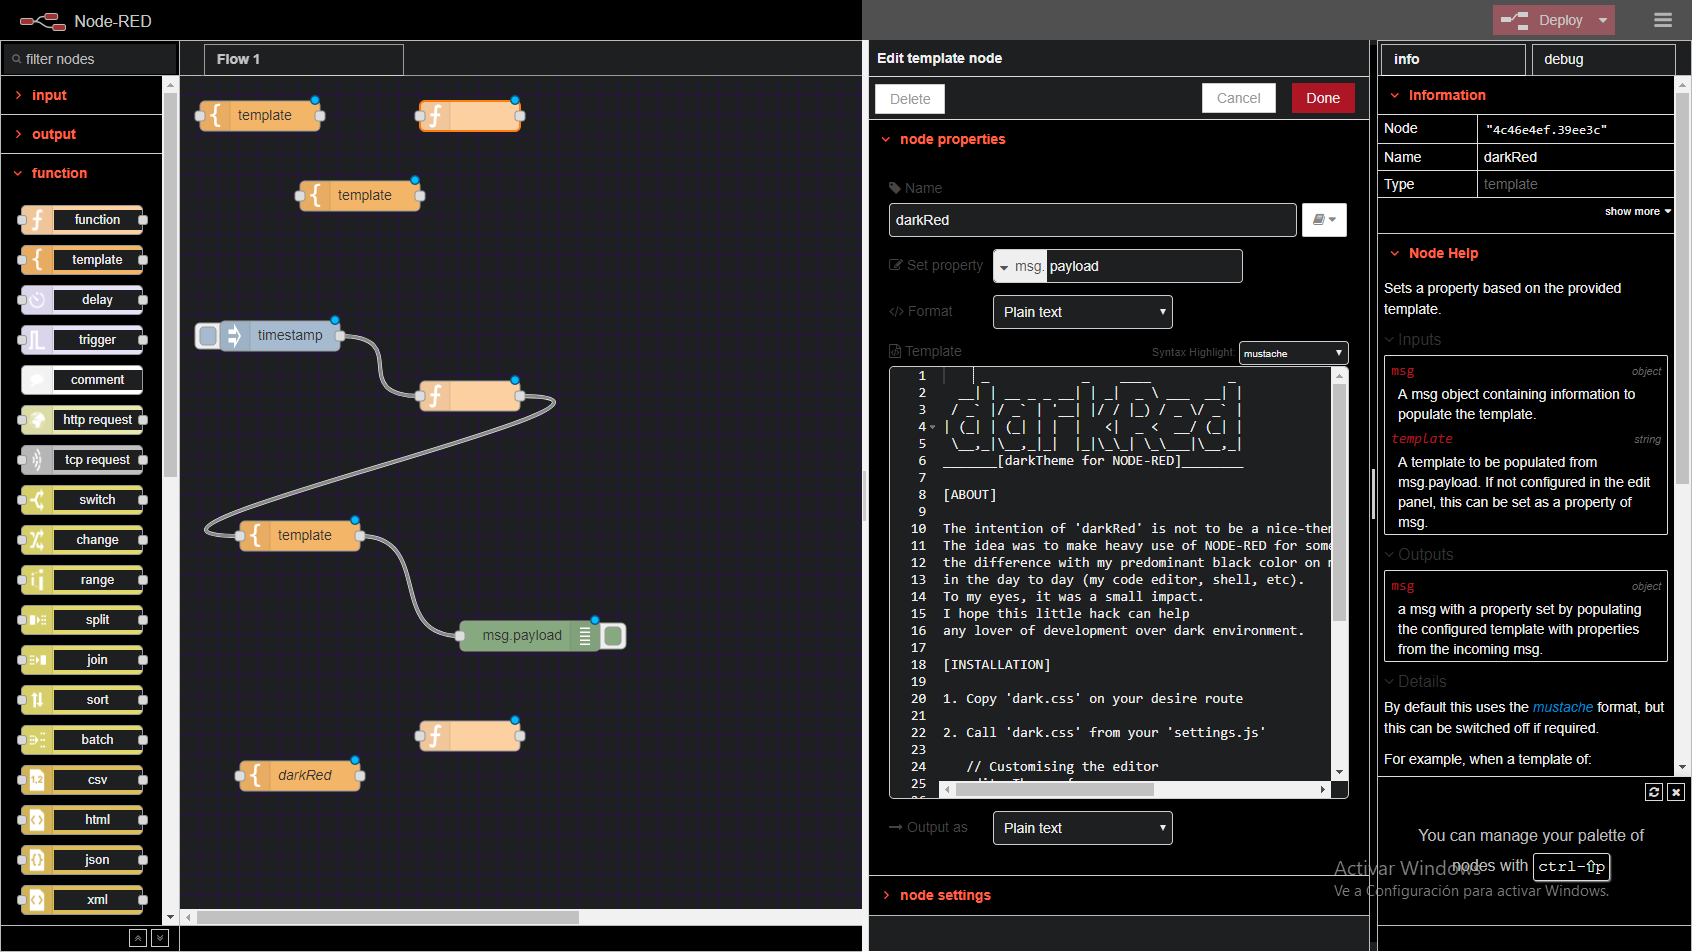 Node-RED
Deploy
filter nodes
input
output
function
function
template
delay
trigger
comment
http request
tcp request
switch
change
range
split
join
sort
batch
csv
html
json
xml
Flow 1
template
template
timestamp
template
msg.payload
darkRed
Edit template node
Delete
Cancel
Done
node properties
Name
darkRed
Set property
msg. payload
Format
Plain text
Template
Syntax Highlight:
mustache
1
2
3
4
5
6 ________[darkTheme for NODE-RED]________
7
8 [ABOUT]
9
10 The intention of 'darkRed' is not to be a nice-then
11 The idea was to make heavy use of NODE-RED for some
12 the difference with my predominant black color on
13 in the day to day (my code editor, shell, etc).
14 To my eyes, it was a small impact.
15 I hope this little hack can help
16 any lover of development over dark environment.
17
18 [INSTALLATION]
19
20 1. Copy 'dark.css' on your desire route
21
22 2. Call 'dark.css' from your 'settings.js'
23
24 // Customising the editor
25
Output as
Plain text
node settings
info
debug
Information
Node "4c46e4ef.39ee3c"
Name darkRed
Type template
show more
Node Help
Sets a property based on the provided
template.
Inputs
msg object
A msg object containing information to
populate the template.
template string
A template to be populated from
msg.payload. If not configured in the edit
panel, this can be set as a property of
msg.
Outputs
msg object
a msg with a property set by populating
the configured template with properties
from the incoming msg.
Details
By default this uses the mustache format, but
this can be switched off if required.
For example, when a template of:
You can manage your palette of
nodes with ctrl-⇧p
Activar Windows
Ve a Configuración para activar Windows.